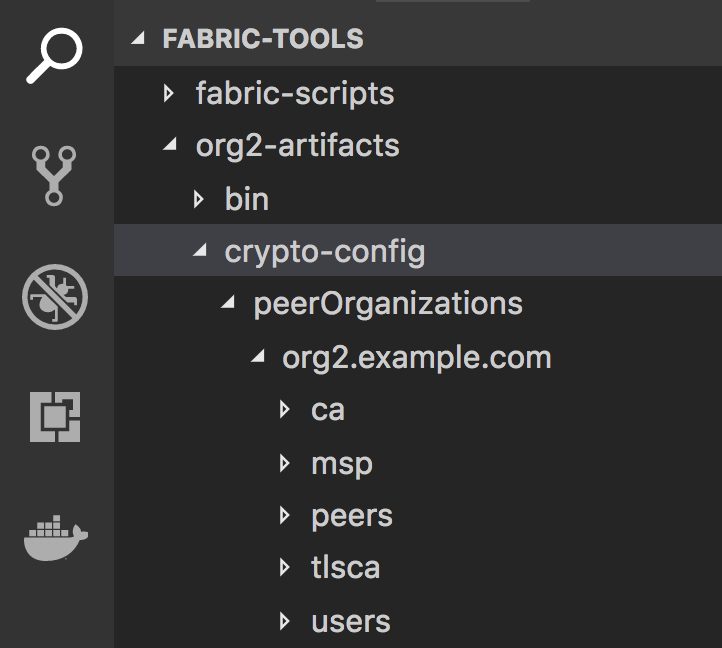 FABRIC-TOOLS
fabric-scripts
org2-artifacts
bin
crypto-config
peerOrganizations
org2.example.com
ca
msp
peers
tlsca
users